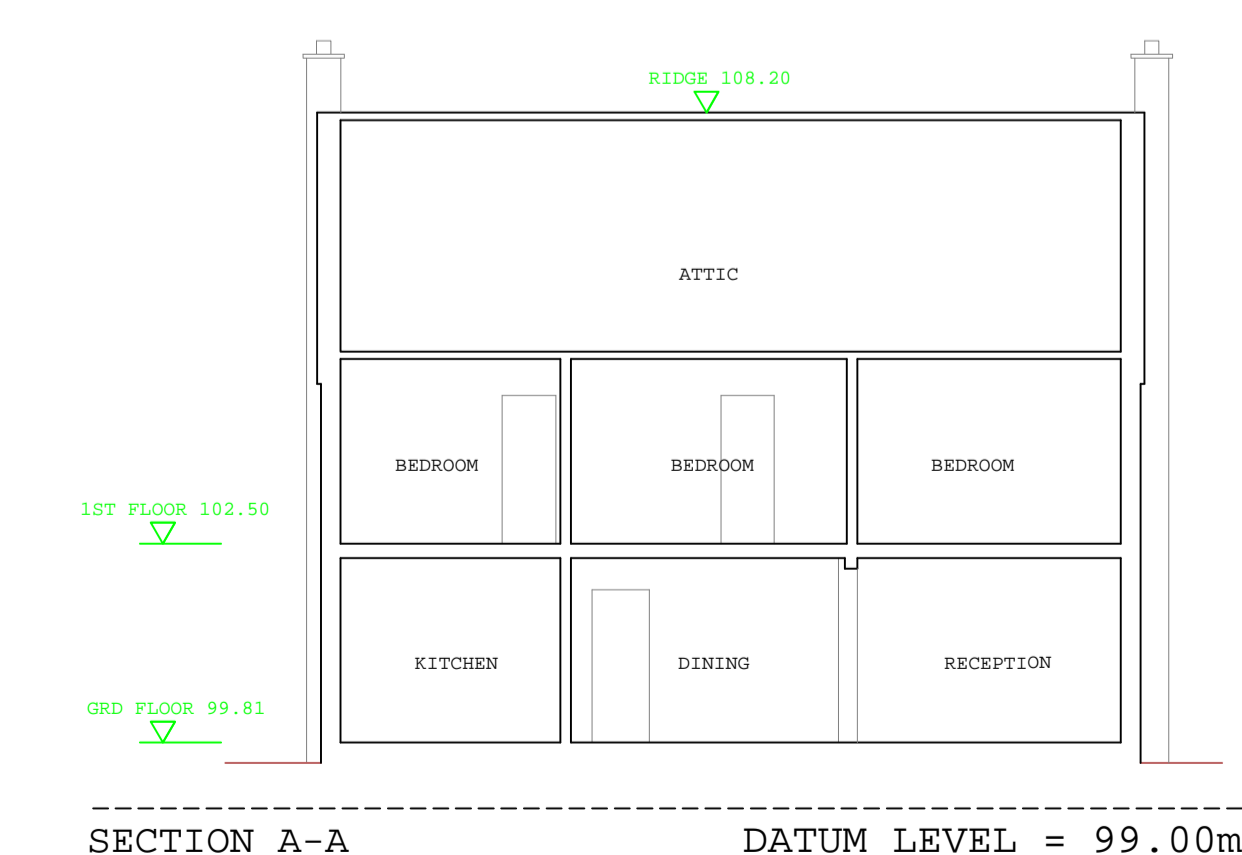 RIDGE 108.20
ATTIC
BEDROOM BEDROOM BEDROOM
1ST FLOOR 102.50
KITCHEN DINING RECEPTION
GRD FLOOR 99.81
SECTION A-A DATUM LEVEL = 99.00m